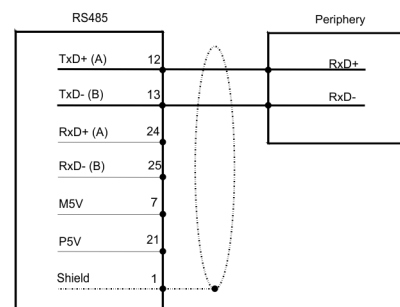 RS485 Periphery
TxD+ (A) 12 RxD+
TxD- (B) 13 RxD-
RxD+ (A) 24
RxD- (B) 25
M5V 7
P5V 21
Shield 1